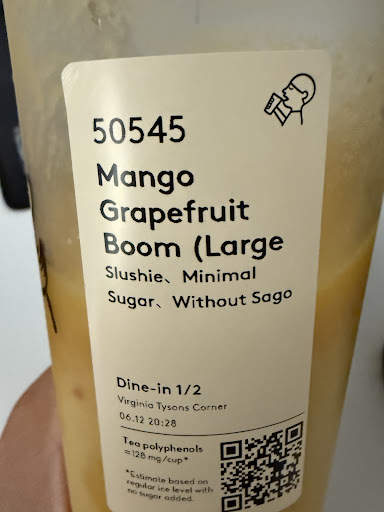 50545
Mango
Grapefruit
Boom (Large
Slushie、Minimal
Sugar、Without Sago
Dine-in 1/2
Virginia Tysons Corner
06.12 20:28
Tea polyphenols
≈128 mg/cup*
*Estimate based on
regular ice level with
no sugar added.